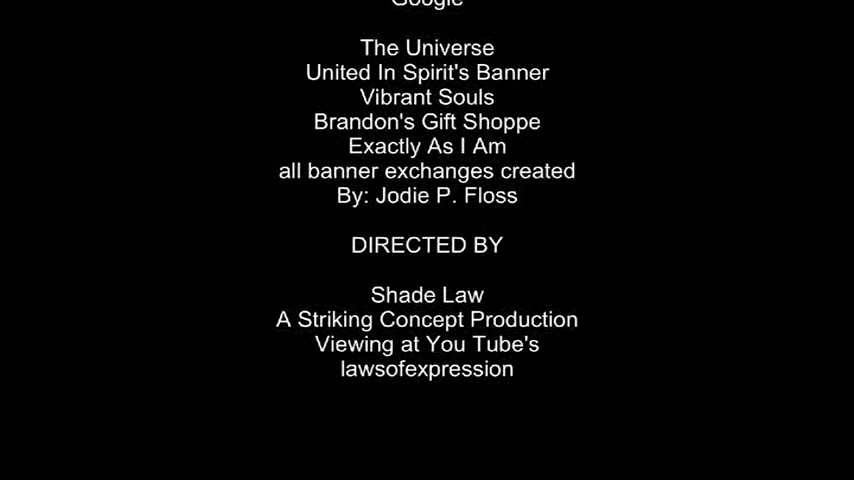 Google
The Universe
United In Spirit's Banner
Vibrant Souls
Brandon's Gift Shoppe
Exactly As I Am
all banner exchanges created
By: Jodie P. Floss
DIRECTED BY
Shade Law
A Striking Concept Production
Viewing at You Tube's
lawsofexpression